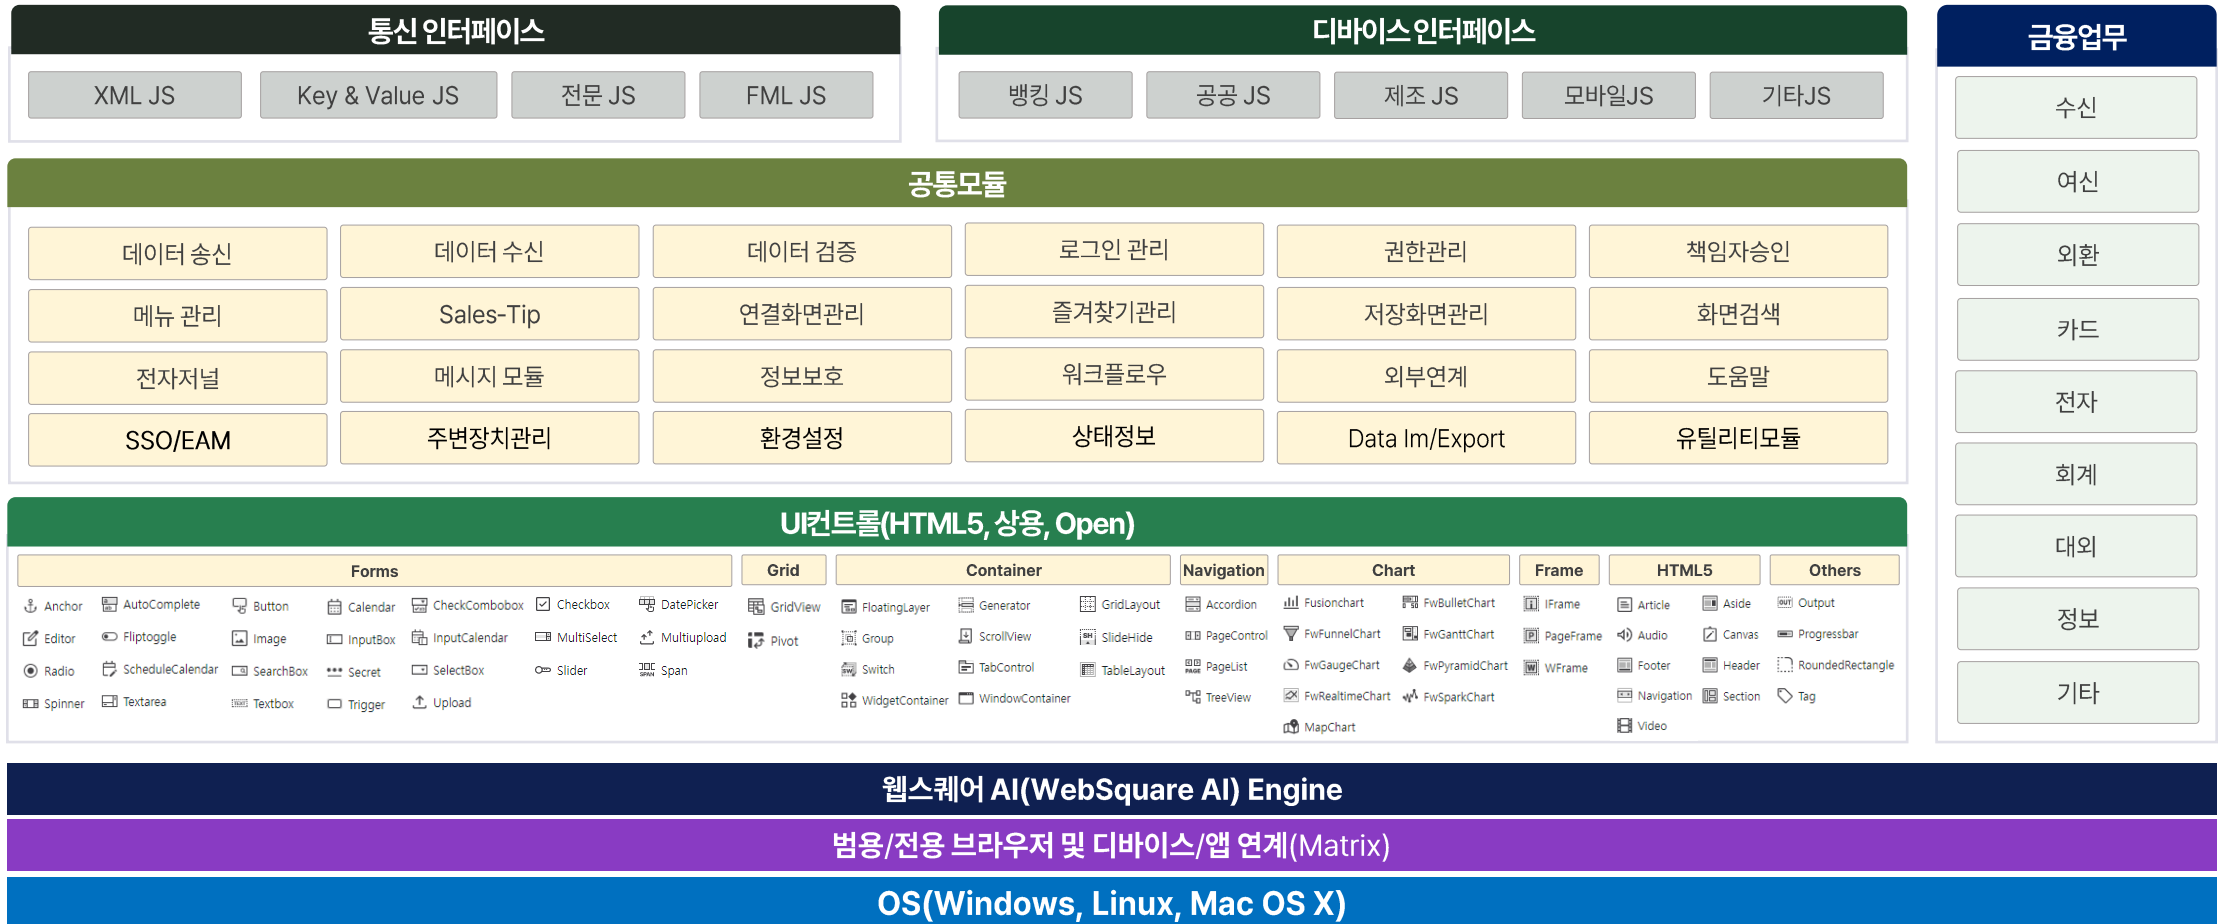 통신 인터페이스
XML JS
Key & Value JS
전문 JS
FML JS
디바이스 인터페이스
뱅킹 JS
공공 JS
제조 JS
모바일JS
기타JS
공통모듈
데이터 송신
데이터 수신
데이터 검증
로그인 관리
권한관리
책임자승인
메뉴 관리
Sales-Tip
연결화면관리
즐겨찾기관리
저장화면관리
화면검색
전자저널
메시지 모듈
정보보호
워크플로우
외부연계
도움말
SSO/EAM
주변장치관리
환경설정
상태정보
Data Im/Export
유틸리티모듈
UI컨트롤(HTML5, 상용, Open)
Forms
Anchor
AutoComplete
Button
Calendar
CheckCombobox
Checkbox
DatePicker
Editor
Fliptoggle
Image
InputBox
InputCalendar
MultiSelect
Multiupload
Radio
ScheduleCalendar
SearchBox
Secret
SelectBox
Slider
Span
Spinner
Textarea
Textbox
Trigger
Upload
Grid
GridView
Pivot
Container
FloatingLayer
Generator
GridLayout
Group
ScrollView
SlideHide
Switch
TabControl
TableLayout
WidgetContainer
WindowContainer
Navigation
Accordion
PageControl
PageList
TreeView
Chart
Fusionchart
FwBulletChart
FwFunnelChart
FwGanttChart
FwGaugeChart
FwPyramidChart
FwRealtimeChart
FwSparkChart
MapChart
Frame
IFrame
PageFrame
WFrame
HTML5
Article
Aside
Audio
Canvas
Footer
Header
Navigation
Section
Video
Others
Output
Progressbar
RoundedRectangle
Tag
금융업무
수신
여신
외환
카드
전자
회계
대외
정보
기타
웹스퀘어 AI(WebSquare AI) Engine
범용/전용 브라우저 및 디바이스/앱 연계(Matrix)
OS(Windows, Linux, Mac OS X)